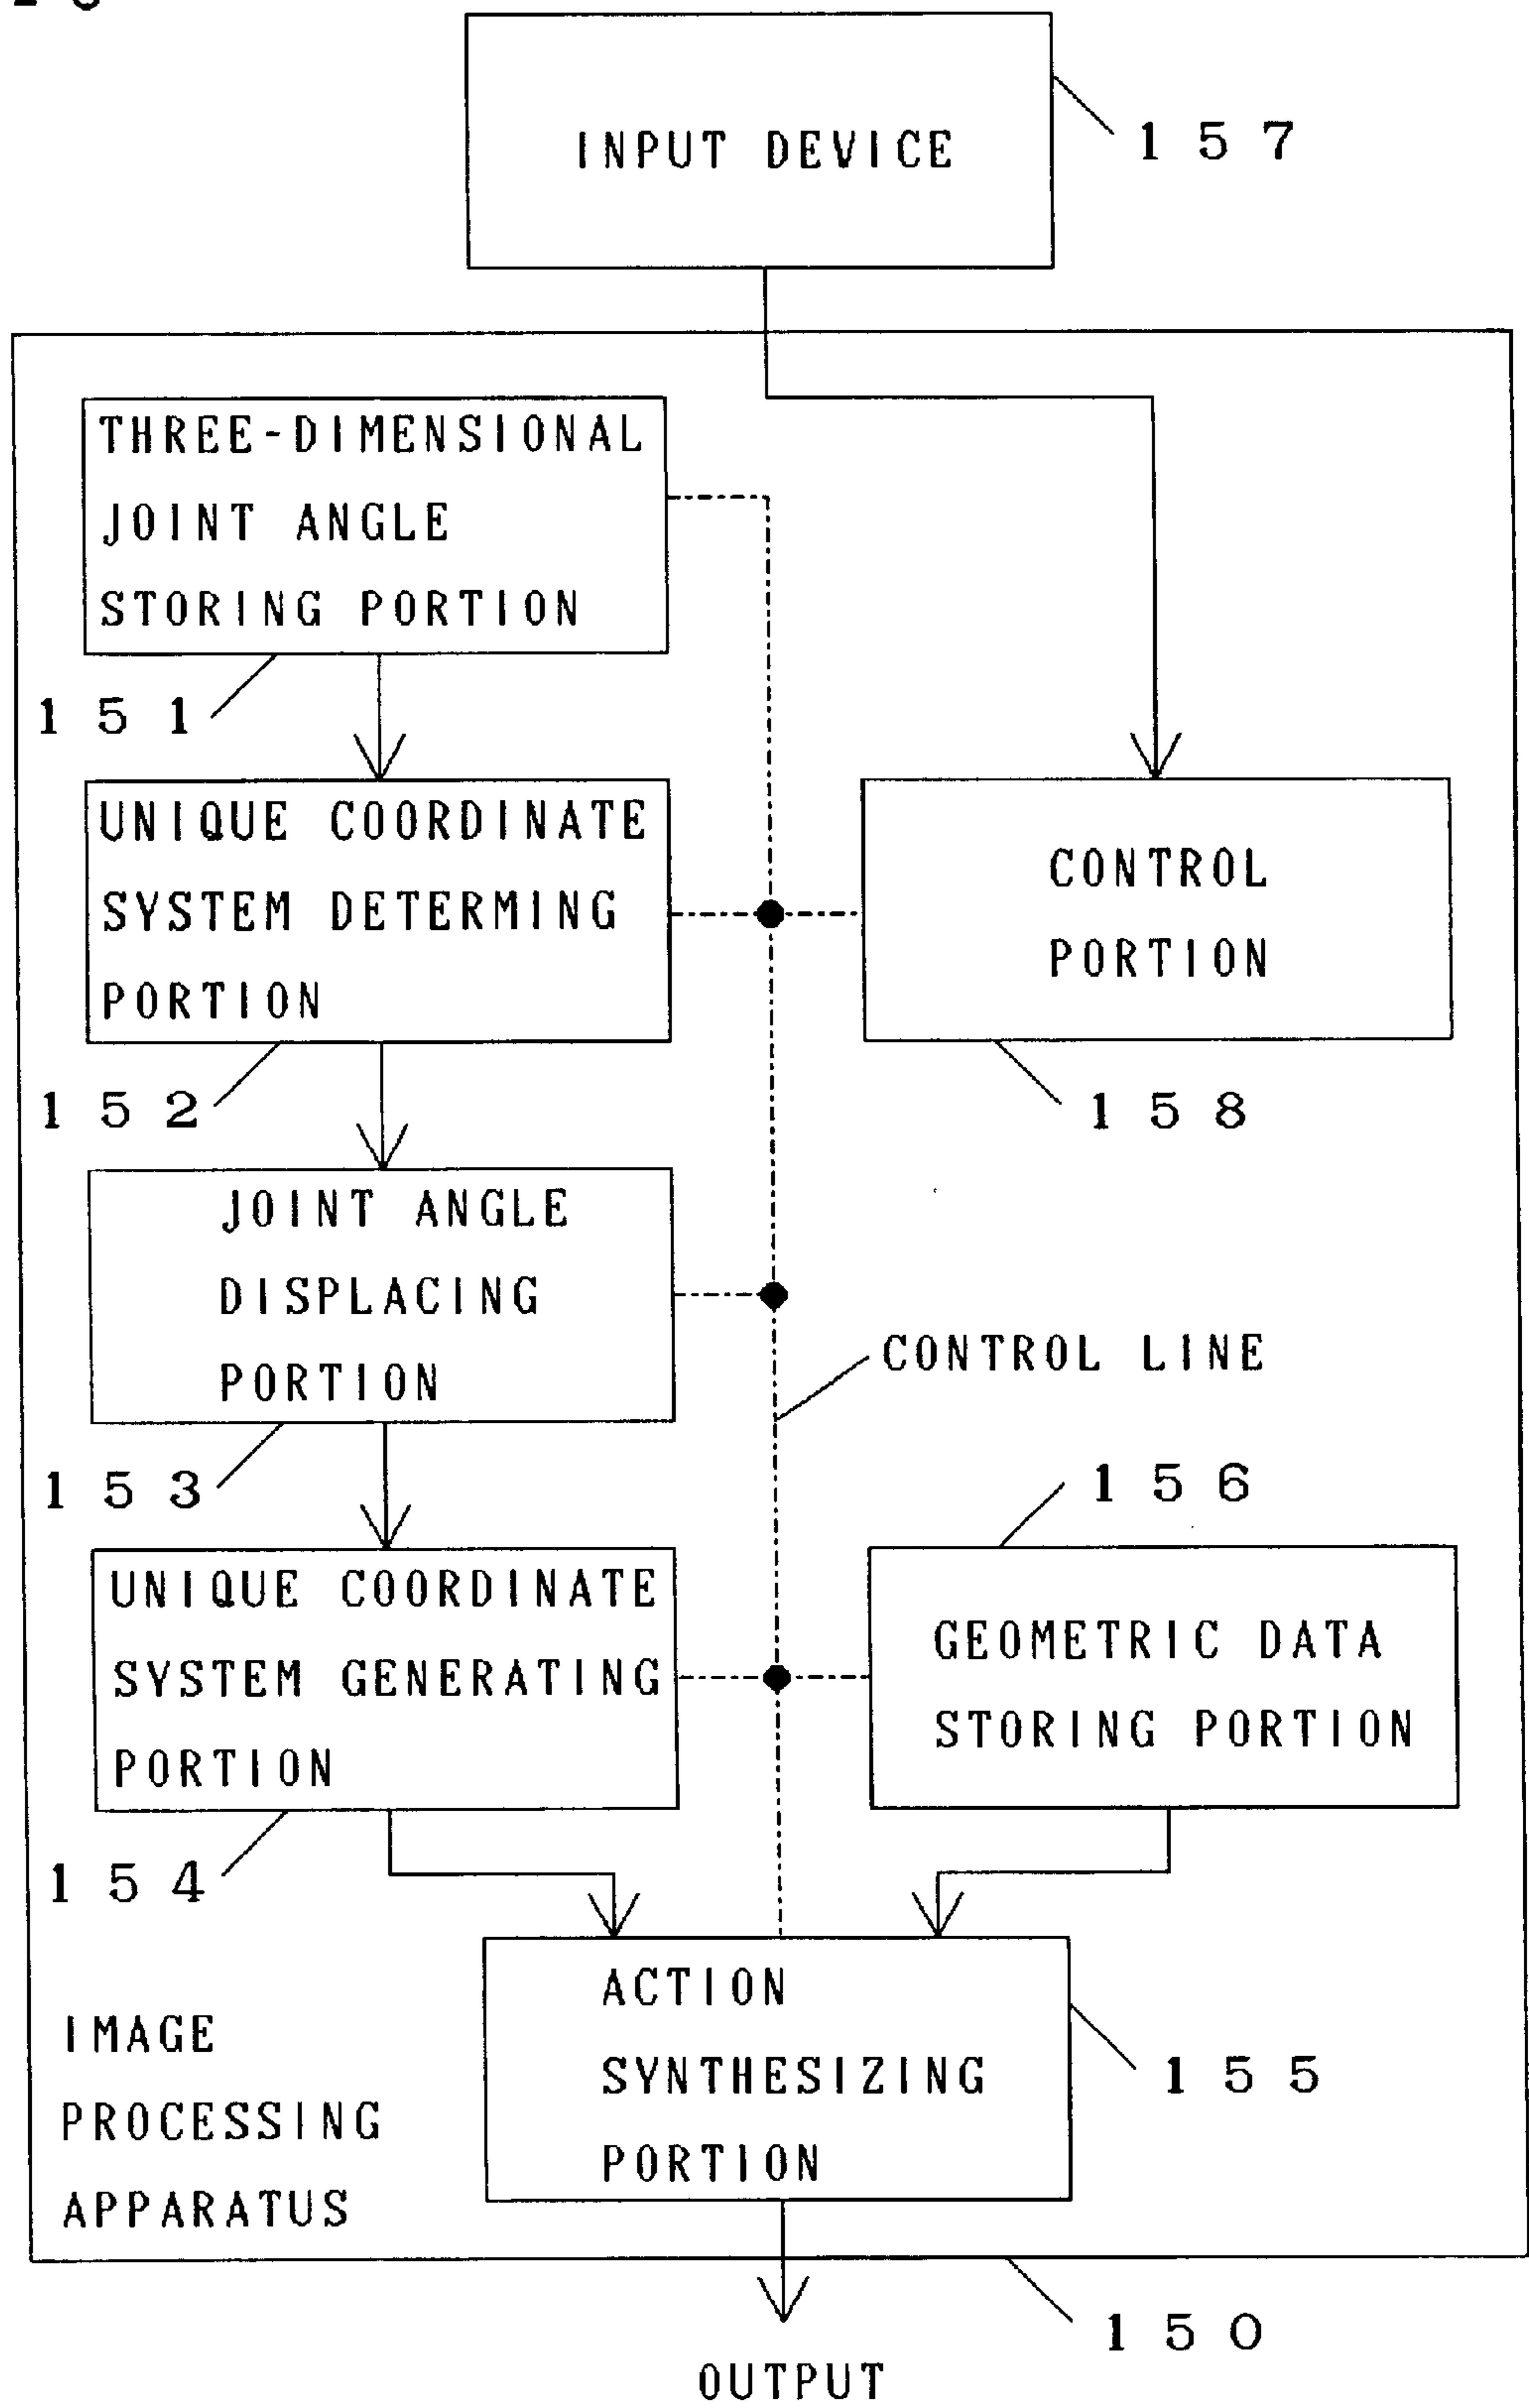 INPUT DEVICE
157
THREE-DIMENSIONAL
JOINT ANGLE
STORING PORTION
151
UNIQUE COORDINATE
SYSTEM DETERMING
PORTION
152
CONTROL
PORTION
158
JOINT ANGLE
DISPLACING
PORTION
153
CONTROL LINE
156
UNIQUE COORDINATE
SYSTEM GENERATING
PORTION
154
GEOMETRIC DATA
STORING PORTION
ACTION
SYNTHESIZING
PORTION
155
IMAGE
PROCESSING
APPARATUS
150
OUTPUT